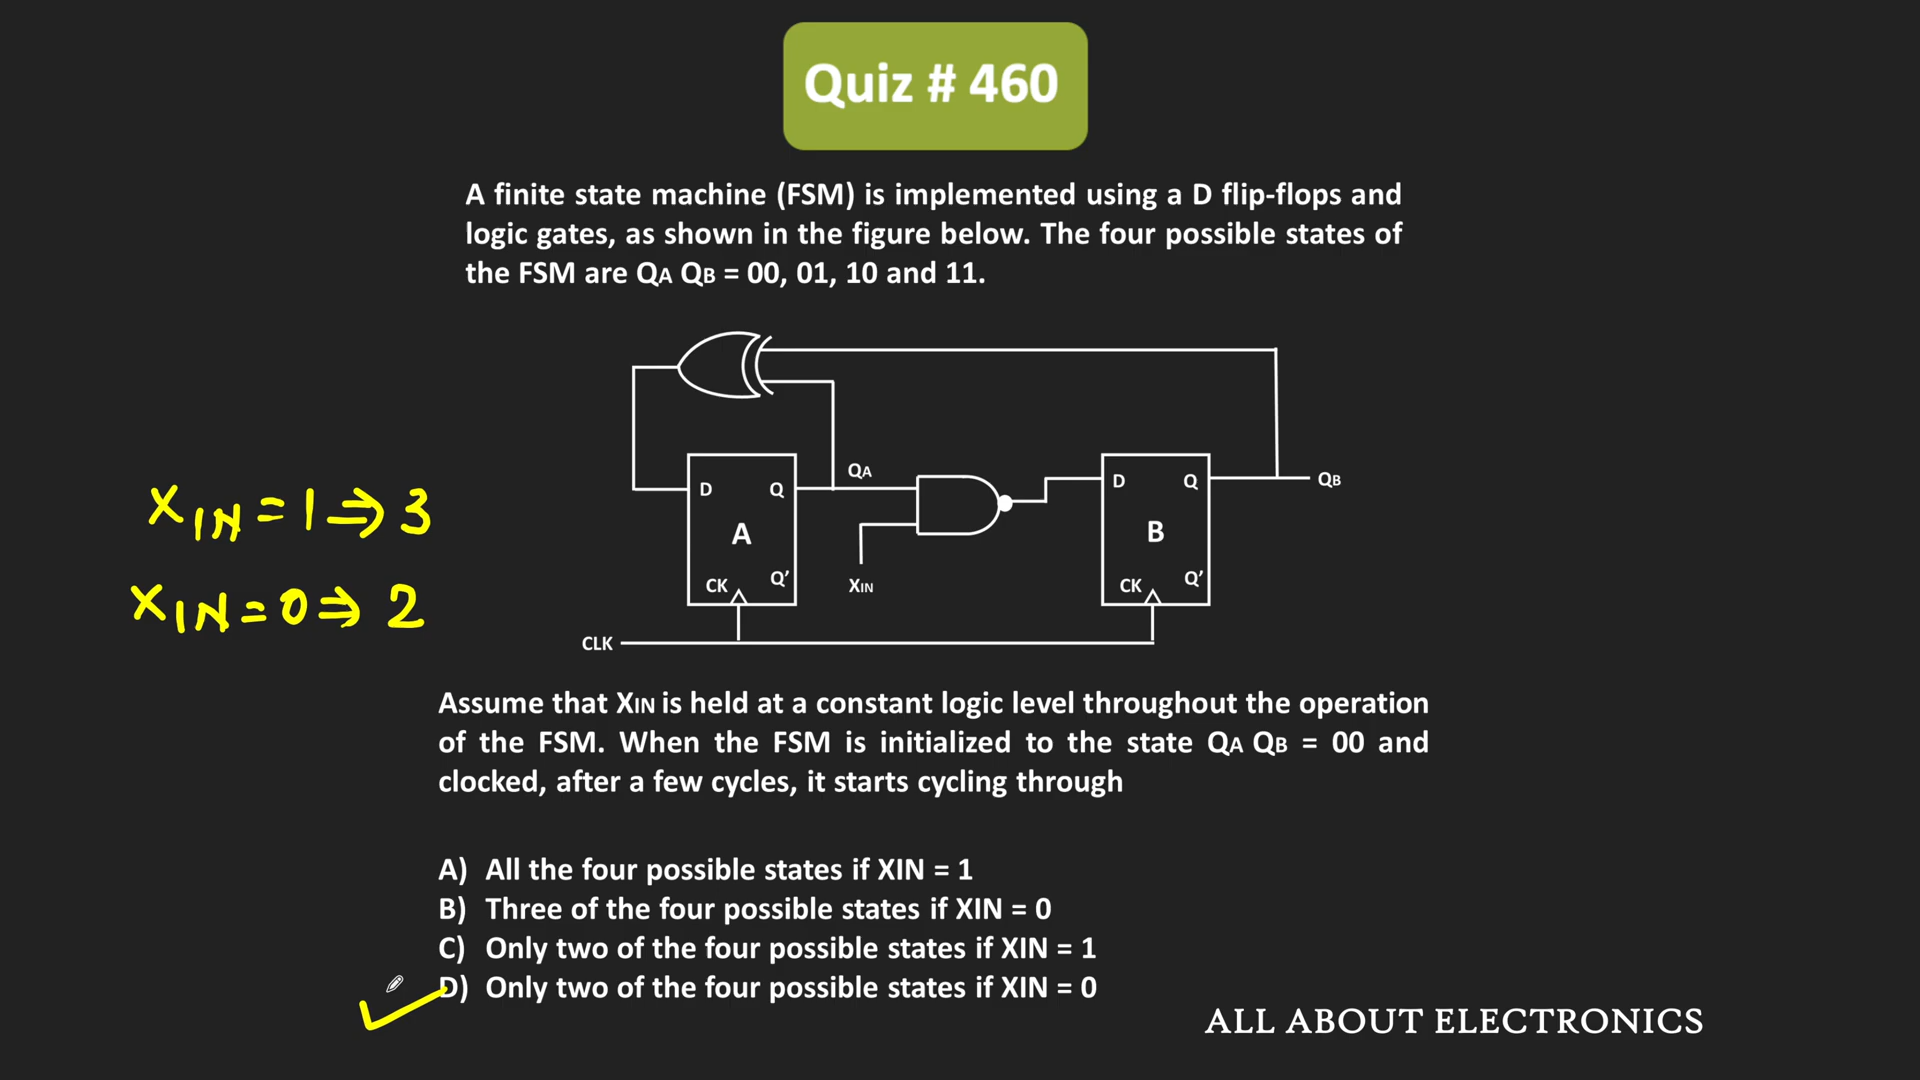 Quiz # 460
A finite state machine (FSM) is implemented using a D flip-flops and
logic gates, as shown in the figure below. The four possible states of
the FSM are QA QB = 00, 01, 10 and 11.
QA
D Q
A
CK Q’
XIN
D Q
B
CK Q’
QB
CLK
XIN = 1 ⇒ 3
XIN = 0 ⇒ 2
Assume that XIN is held at a constant logic level throughout the operation
of the FSM. When the FSM is initialized to the state QA QB = 00 and
clocked, after a few cycles, it starts cycling through
A) All the four possible states if XIN = 1
B) Three of the four possible states if XIN = 0
C) Only two of the four possible states if XIN = 1
D) Only two of the four possible states if XIN = 0
ALL ABOUT ELECTRONICS